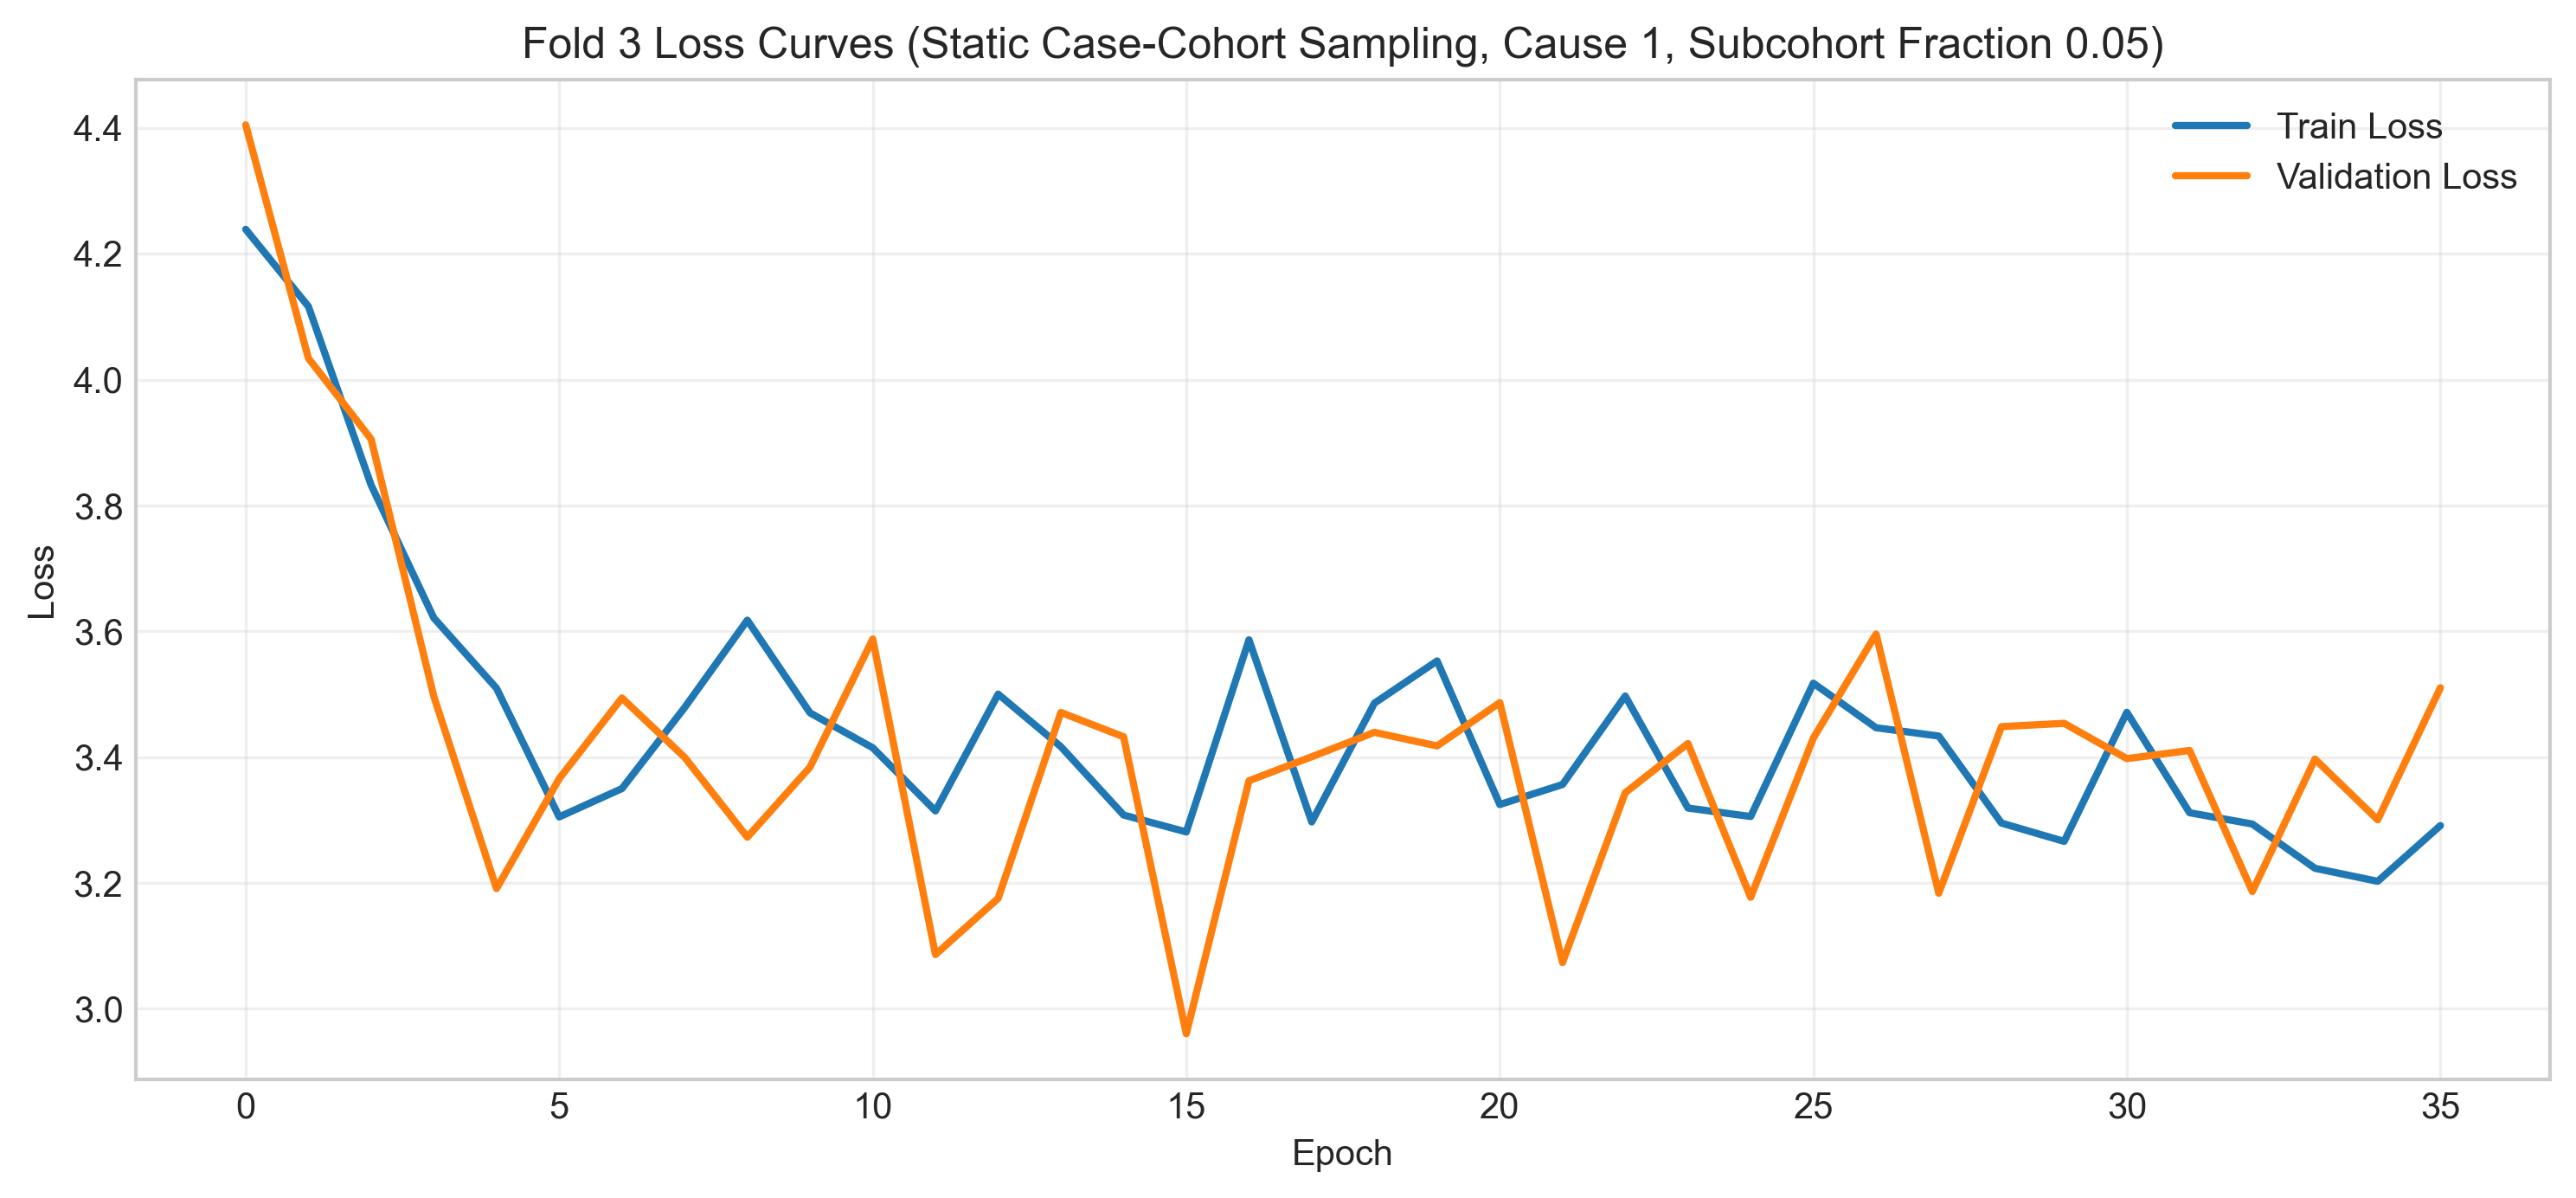 Fold 3 Loss Curves (Static Case-Cohort Sampling, Cause 1, Subcohort Fraction 0.05)
Train Loss
Validation Loss
4.4
4.2
4.0
3.8
3.6
3.4
3.2
3.0
Loss
0 5 10 15 20 25 30 35
Epoch